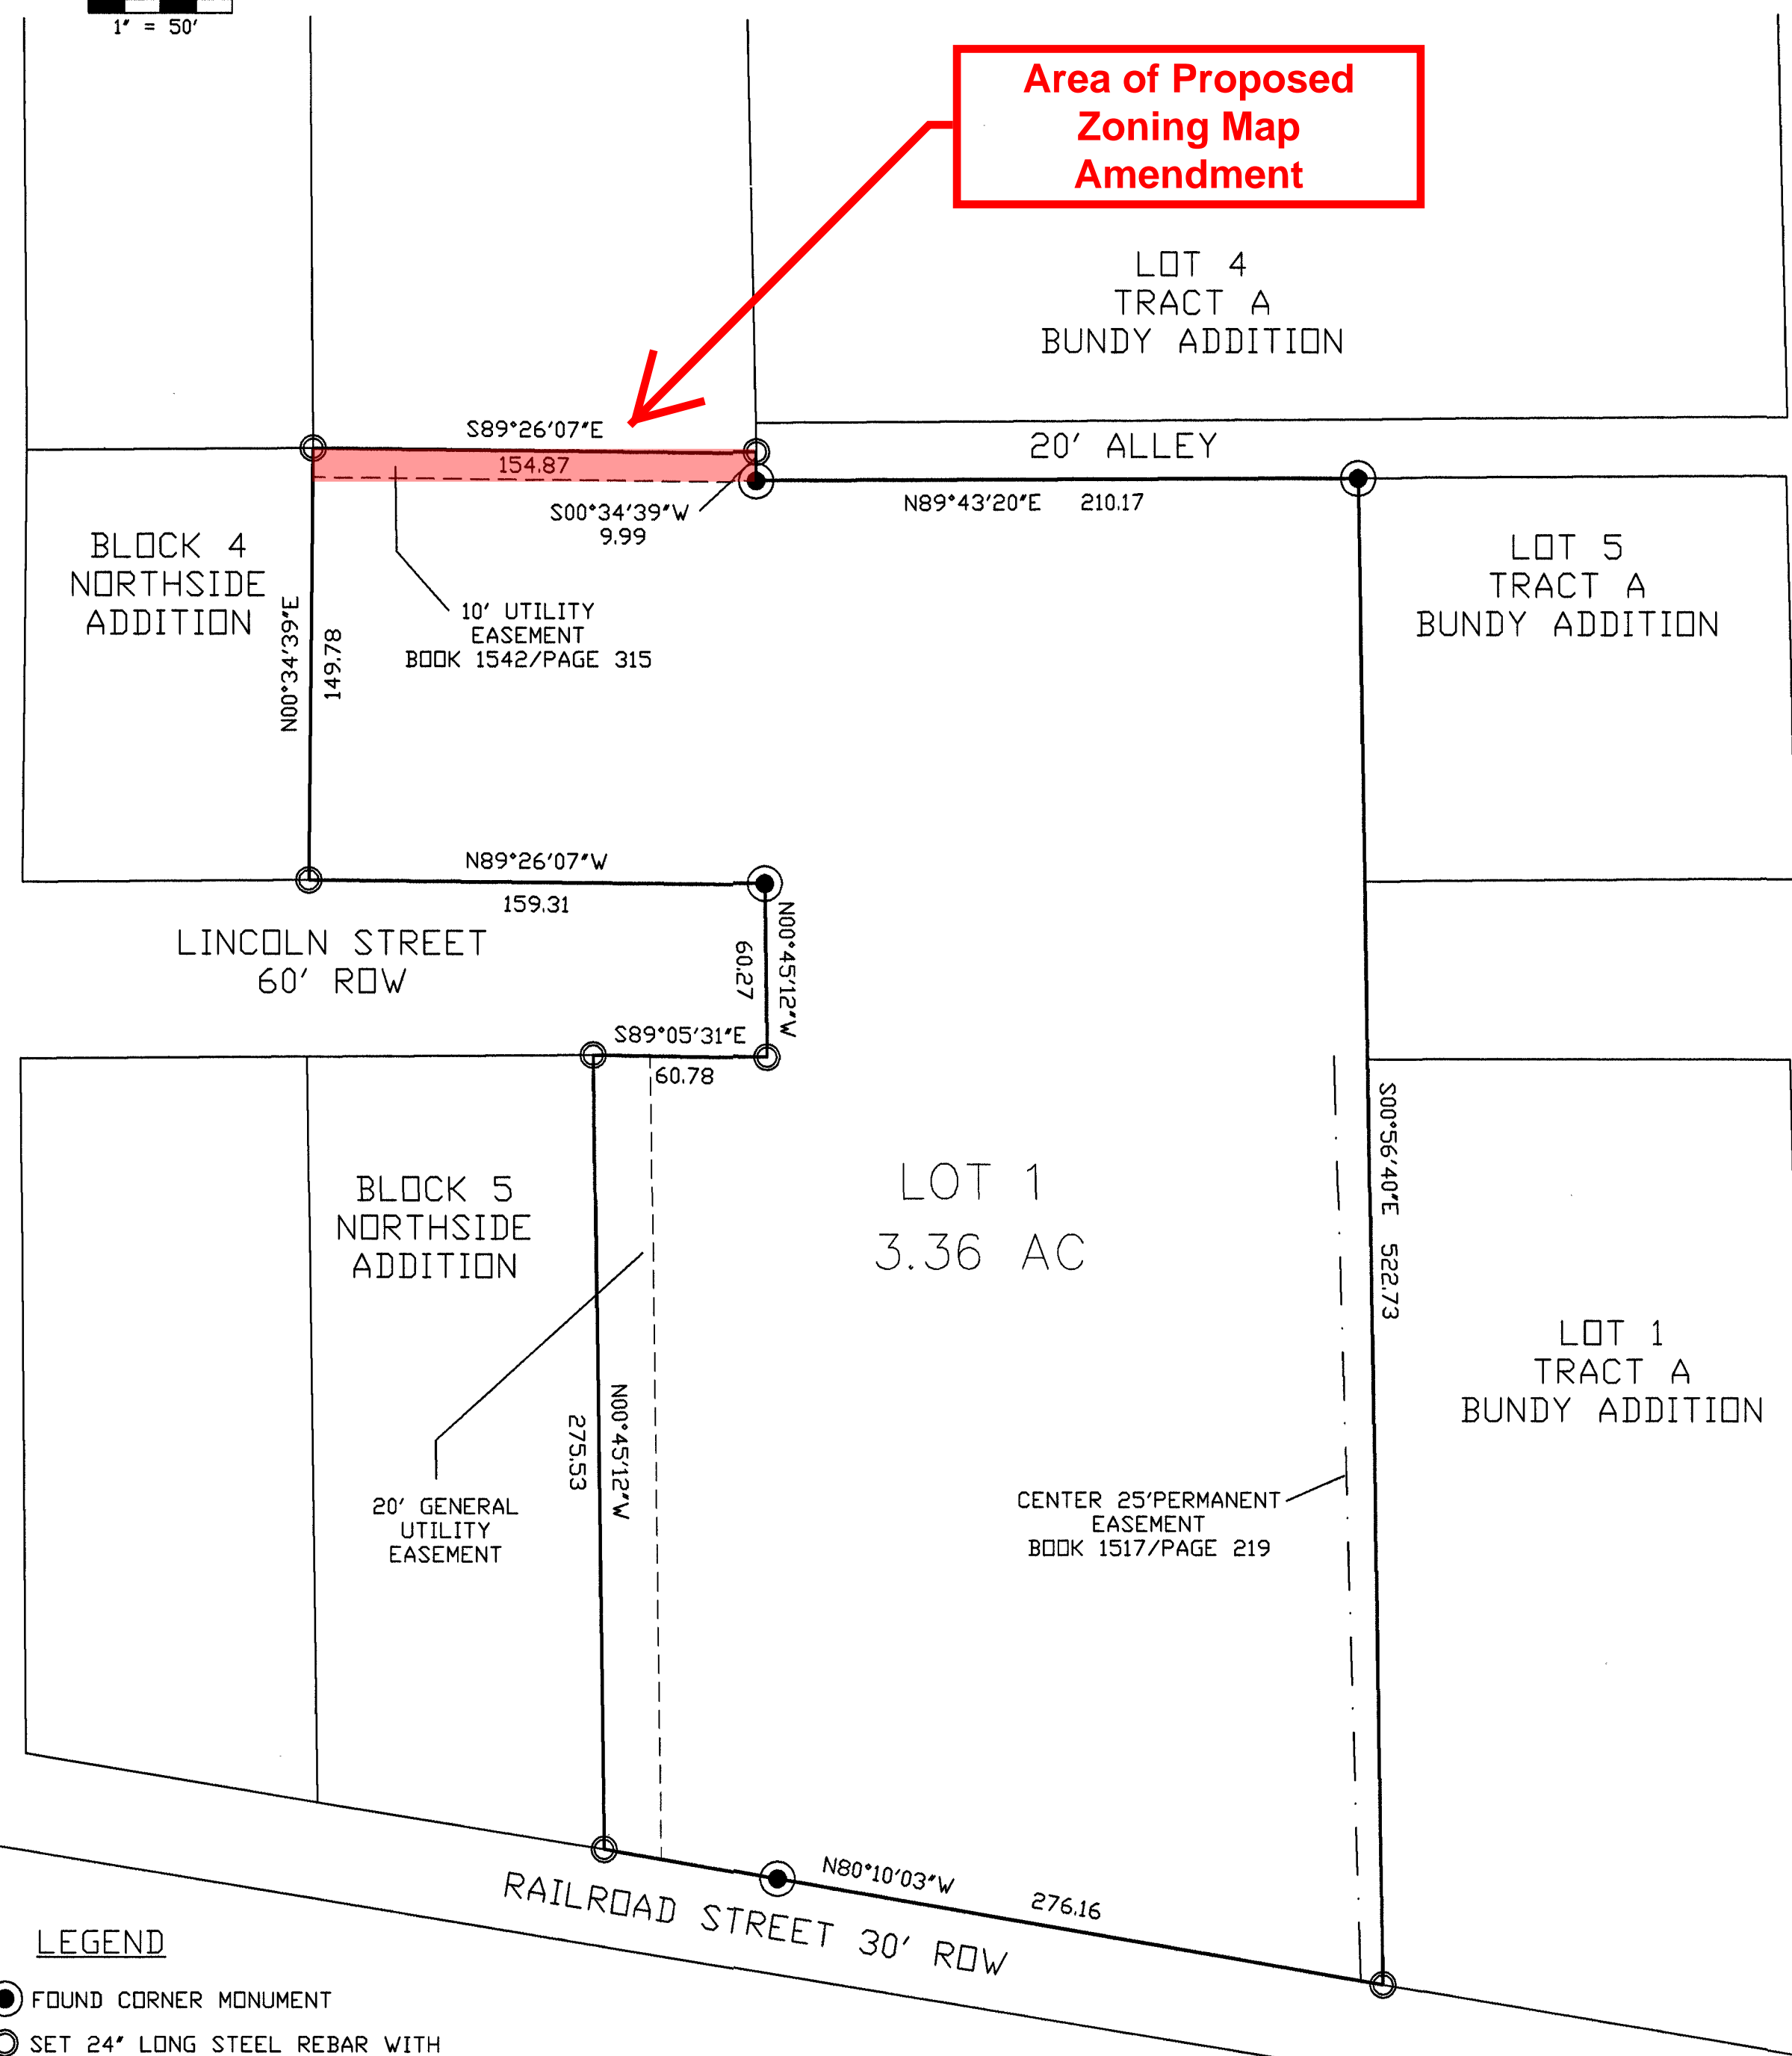 1" = 50'
Area of Proposed
Zoning Map
Amendment
LOT 4
TRACT A
BUNDY ADDITION
S89°26'07"E
154.87
20' ALLEY
S00°34'39"W
9.99
N89°43'20"E 210.17
BLOCK 4
NORTHSIDE
ADDITION
LOT 5
TRACT A
BUNDY ADDITION
N00°34'39"E
149.78
10' UTILITY
EASEMENT
BOOK 1542/PAGE 315
N89°26'07"W
159.31
LINCOLN STREET
60' ROW
N00°45'12"W
60.27
S89°05'31"E
60.78
S00°56'40"E 522.73
BLOCK 5
NORTHSIDE
ADDITION
LOT 1
3.36 AC
LOT 1
TRACT A
BUNDY ADDITION
N00°45'12"W
275.53
20' GENERAL
UTILITY
EASEMENT
CENTER 25'PERMANENT
EASEMENT
BOOK 1517/PAGE 219
N80°10'03"W 276.16
RAILROAD STREET 30' ROW
LEGEND
FOUND CORNER MONUMENT
SET 24" LONG STEEL REBAR WITH